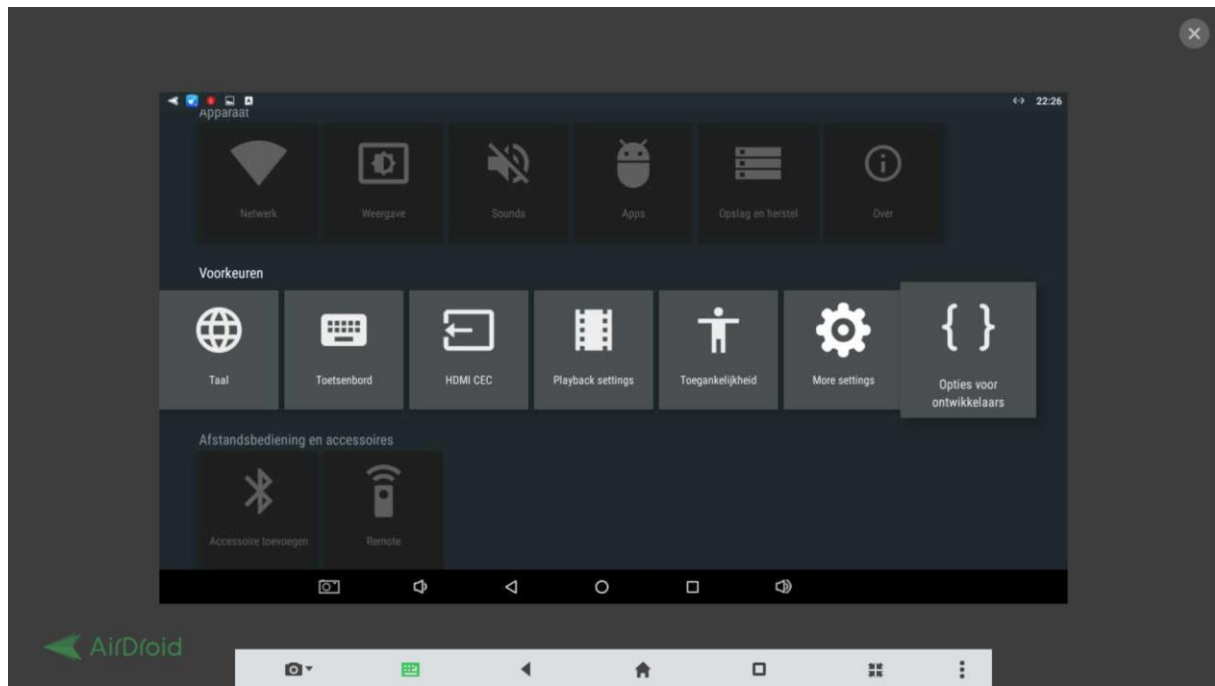 22:26
Apparaat
Netwerk
Weergave
Sounds
Apps
Opslag en herstel
Over
Voorkeuren
Taal
Toetsenbord
HDMI CEC
Playback settings
Toegankelijkheid
More settings
Opties voor
ontwikkelaars
Afstandsbediening en accessoires
Accessoire toevoegen
Remote
AirDroid